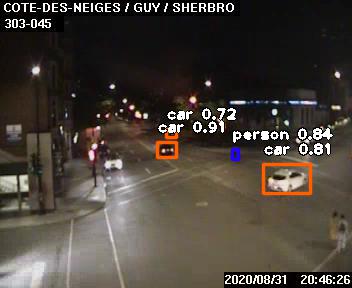 COTE-DES-NEIGES / GUY / SHERBRO
303-045
car 0.72
car 0.91
person 0.84
car 0.81
2020/08/31 20:46:26